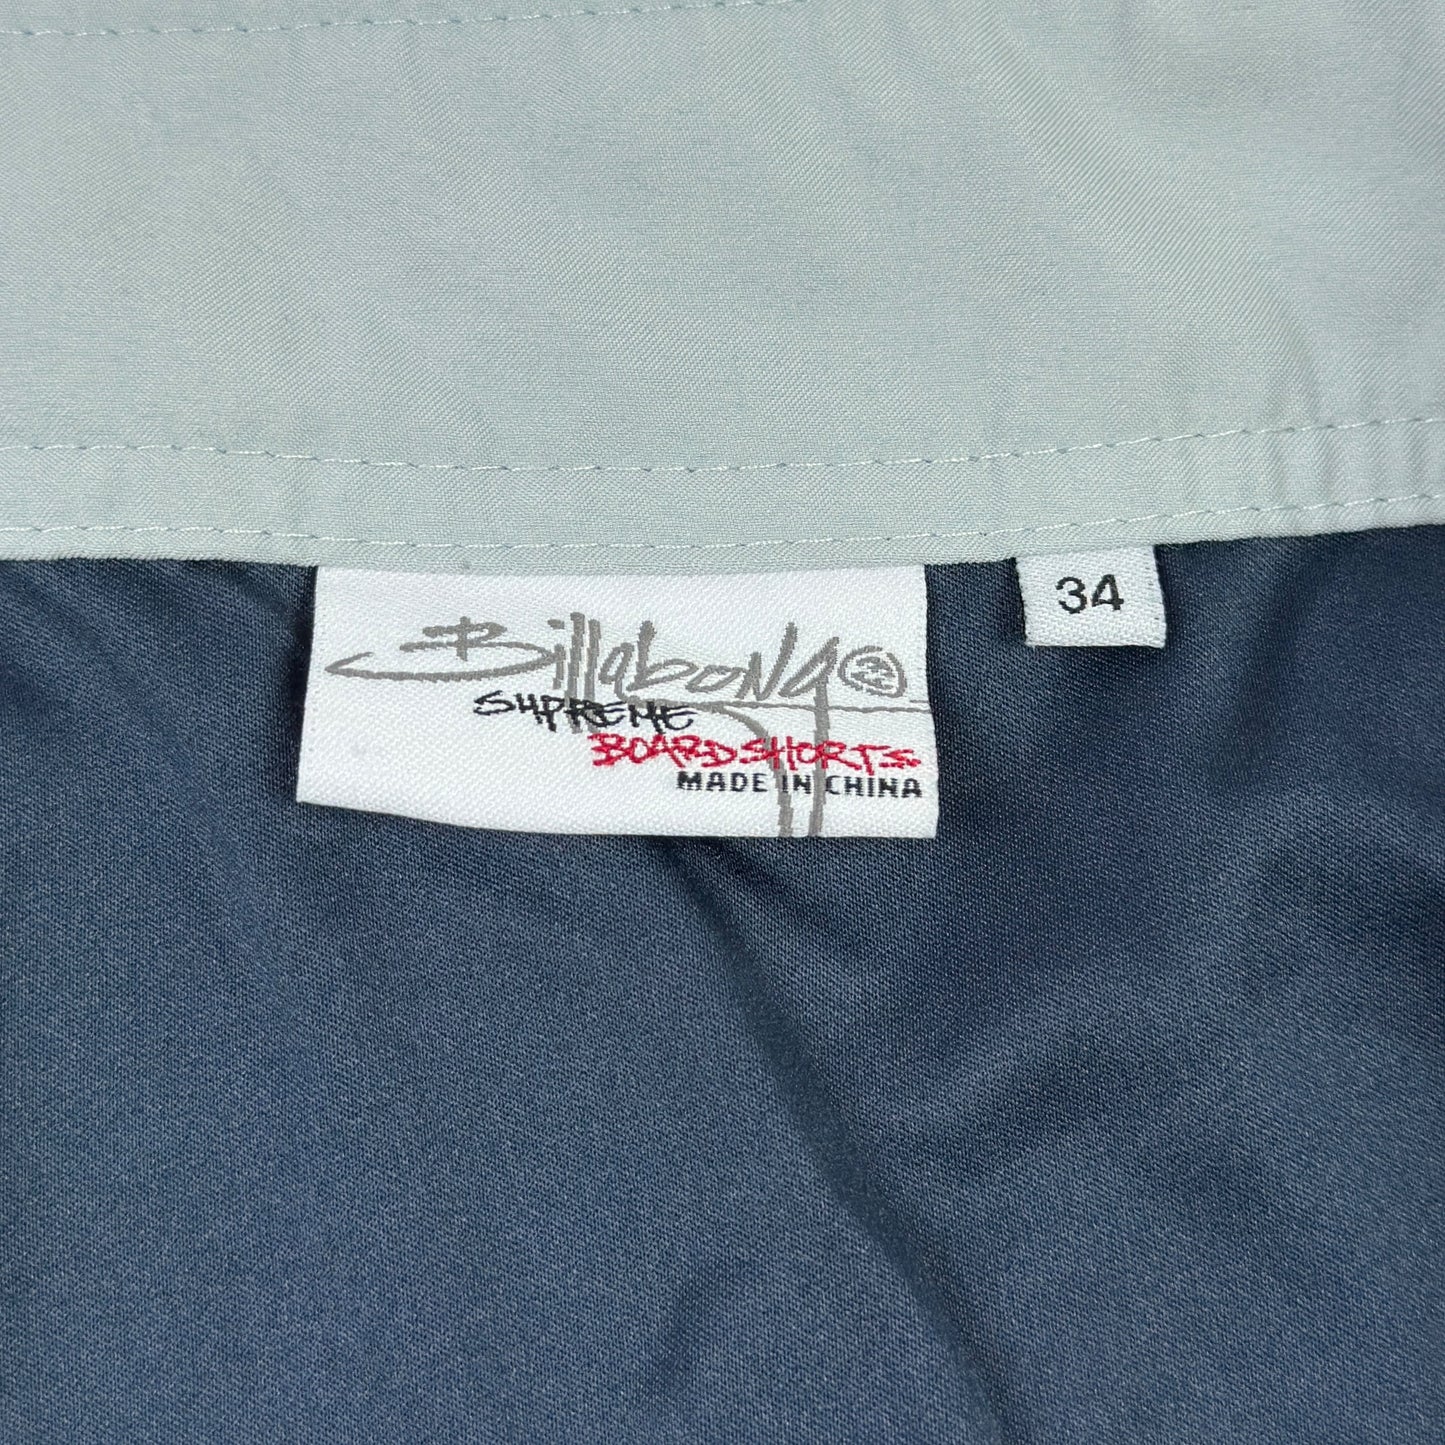 Billabong
SUPREME
BOARDSHORTS
MADE IN CHINA
34